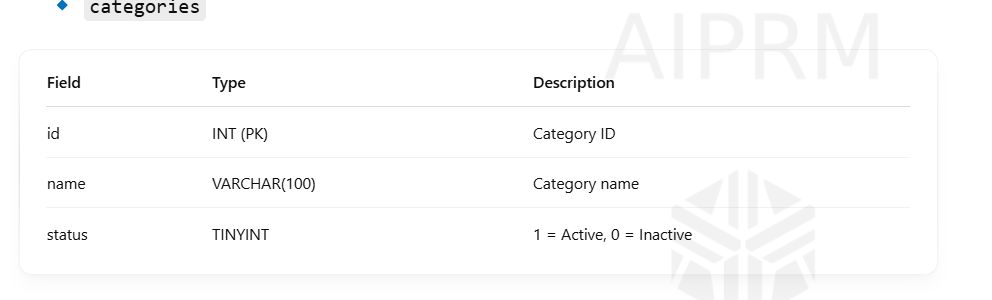 categories
AIPRM
Field Type Description
id INT (PK) Category ID
name VARCHAR(100) Category name
status TINYINT 1 = Active, 0 = Inactive